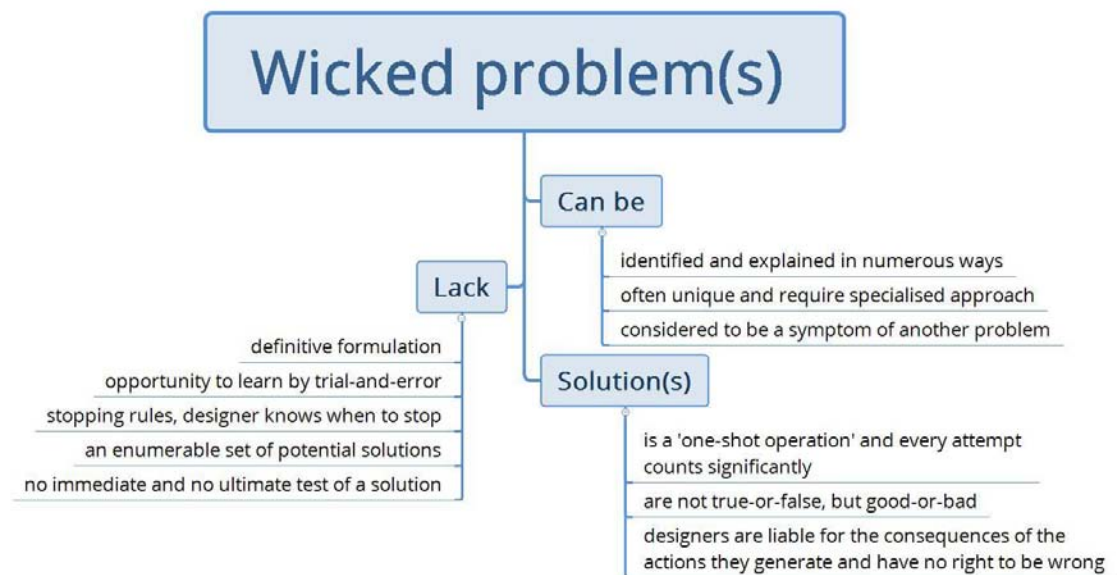 Wicked problem(s)
Can be
identified and explained in numerous ways
often unique and require specialised approach
considered to be a symptom of another problem
Lack
definitive formulation
opportunity to learn by trial-and-error
stopping rules, designer knows when to stop
an enumerable set of potential solutions
no immediate and no ultimate test of a solution
Solution(s)
is a 'one-shot operation' and every attempt
counts significantly
are not true-or-false, but good-or-bad
designers are liable for the consequences of the
actions they generate and have no right to be wrong